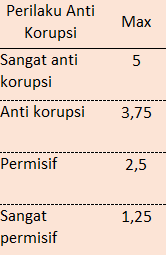 Perilaku Anti Max
Korupsi
Sangat anti 5
korupsi
Anti korupsi 3,75
Permisif 2,5
Sangat 1,25
permisif